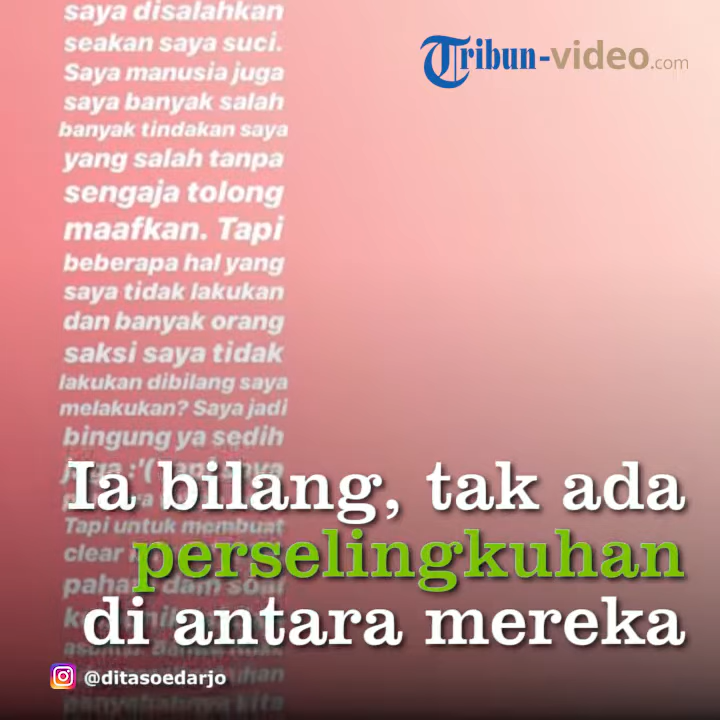 saya disalahkan
seakan saya suci.
Tribun-video.com
Saya manusia juga
saya banyak salah
banyak tindakan saya
yang salah tanpa
sengaja tolong
maafkan. Tapi
beberapa hal yang
saya tidak lakukan
dan banyak orang
saksi saya tidak
lakukan dibilang saya
melakukan? Saya jadi
bingung ya sedih
Ia bilang, tak ada
Tapi untuk membuat
clear
perselingkuhan
di antara mereka
@ditasoedarjo